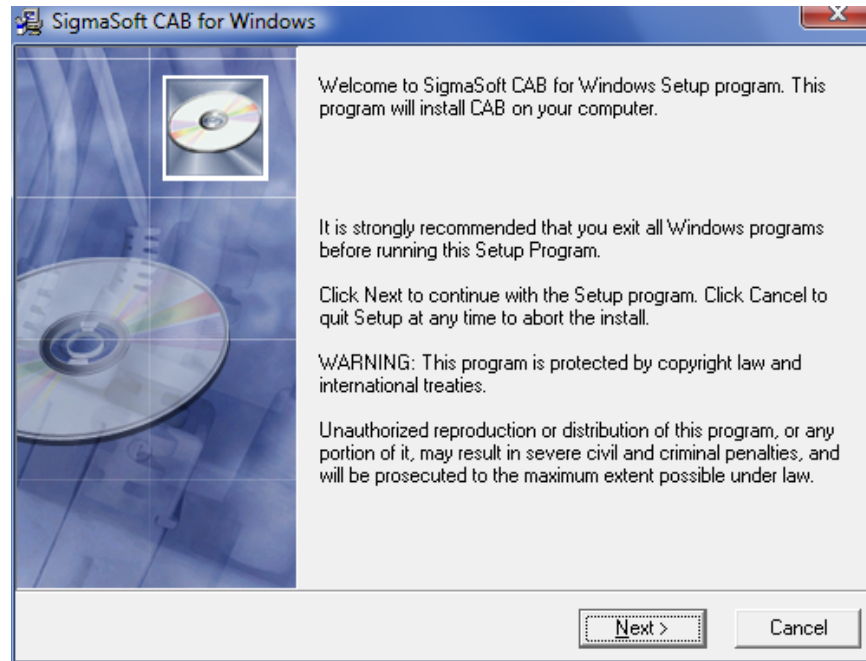 SigmaSoft CAB for Windows
Welcome to SigmaSoft CAB for Windows Setup program. This
program will install CAB on your computer.
It is strongly recommended that you exit all Windows programs
before running this Setup Program.
Click Next to continue with the Setup program. Click Cancel to
quit Setup at any time to abort the install.
WARNING: This program is protected by copyright law and
international treaties.
Unauthorized reproduction or distribution of this program, or any
portion of it, may result in severe civil and criminal penalties, and
will be prosecuted to the maximum extent possible under law.
Next >
Cancel